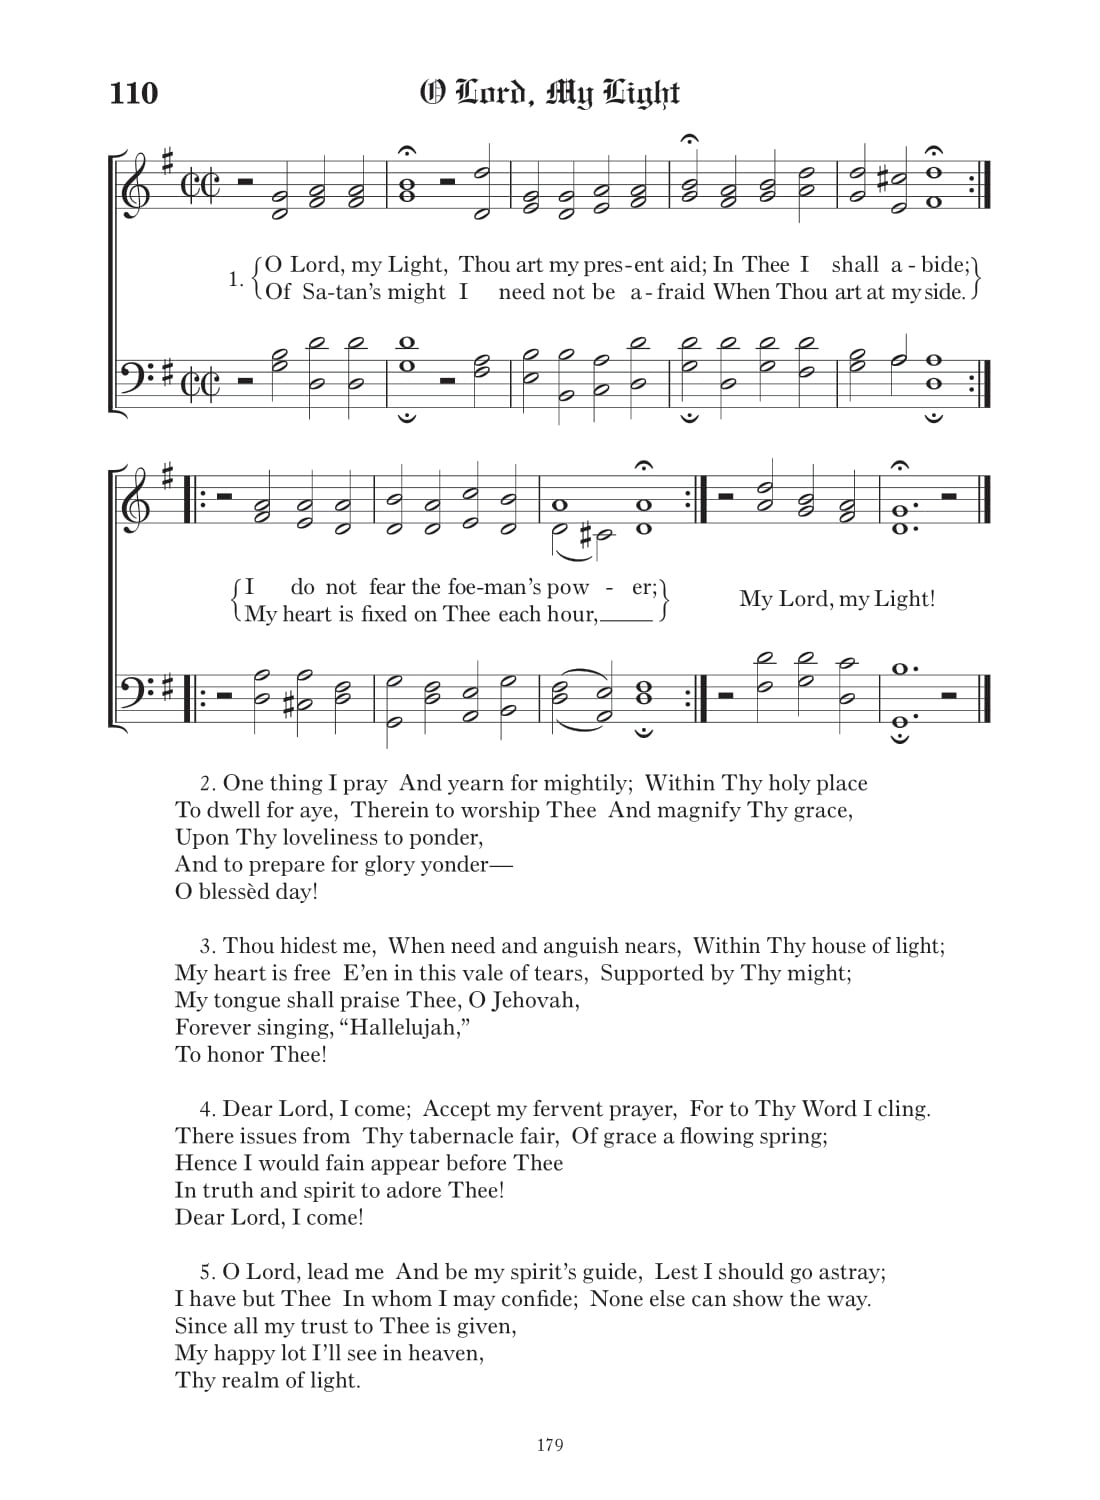 110 O Lord, My Light
1. O Lord, my Light, Thou art my pres-ent aid; In Thee I shall a - bide;
Of Sa-tan's might I need not be a-fraid When Thou art at my side.
I do not fear the foe-man's pow - er;
My heart is fixed on Thee each hour,
My Lord, my Light!
2. One thing I pray And yearn for mightily; Within Thy holy place
To dwell for aye, Therein to worship Thee And magnify Thy grace,
Upon Thy loveliness to ponder,
And to prepare for glory yonder—
O blessèd day!
3. Thou hidest me, When need and anguish nears, Within Thy house of light;
My heart is free E'en in this vale of tears, Supported by Thy might;
My tongue shall praise Thee, O Jehovah,
Forever singing, “Hallelujah,”
To honor Thee!
4. Dear Lord, I come; Accept my fervent prayer, For to Thy Word I cling.
There issues from Thy tabernacle fair, Of grace a flowing spring;
Hence I would fain appear before Thee
In truth and spirit to adore Thee!
Dear Lord, I come!
5. O Lord, lead me And be my spirit's guide, Lest I should go astray;
I have but Thee In whom I may confide; None else can show the way.
Since all my trust to Thee is given,
My happy lot I'll see in heaven,
Thy realm of light.
179